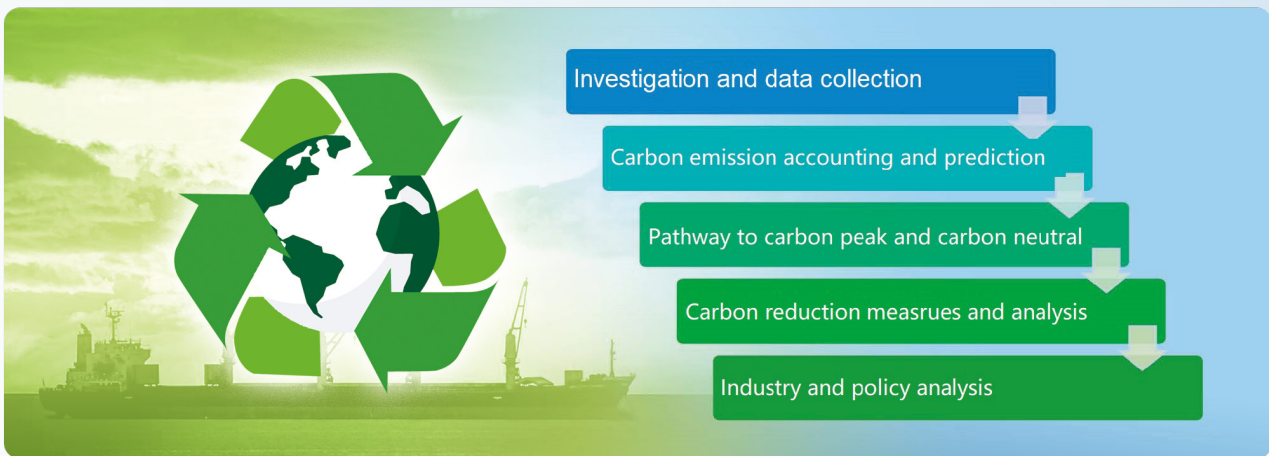 Investigation and data collection
Carbon emission accounting and prediction
Pathway to carbon peak and carbon neutral
Carbon reduction measrues and analysis
Industry and policy analysis